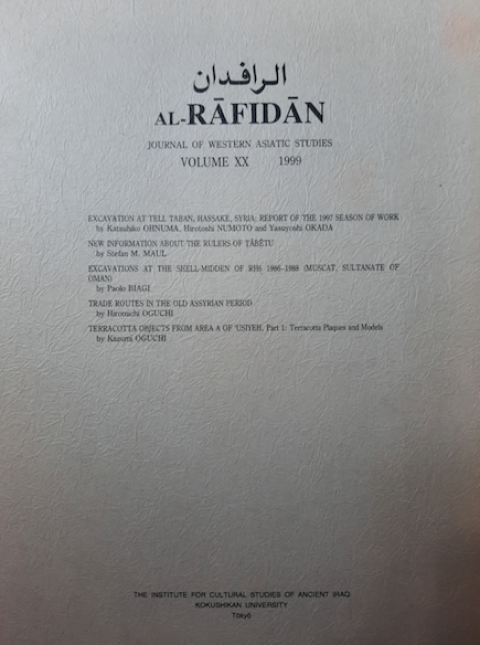 الرافدان
AL-RĀFIDĀN
JOURNAL OF WESTERN ASIATIC STUDIES
VOLUME XX 1999
EXCAVATION AT TELL TABAN, HASSAKE, SYRIA: REPORT OF THE 1997 SEASON OF WORK
by Katsuhiko OHNUMA, Hirotoshi NUMOTO and Yasuyoshi OKADA
NEW INFORMATION ABOUT THE RULERS OF ṬĀBĒTU
by Stefan M. MAUL
EXCAVATIONS AT THE SHELL-MIDDEN OF RH6 1986-1988 (MUSCAT, SULTANATE OF
OMAN)
by Paolo BIAGI
TRADE ROUTES IN THE OLD ASSYRIAN PERIOD
by Hiromichi OGUCHI
TERRACOTTA OBJECTS FROM AREA A OF 'USIYEH, Part 1: Terracotta Plaques and Models
by Kazumi OGUCHI
THE INSTITUTE FOR CULTURAL STUDIES OF ANCIENT IRAQ
KOKUSHIKAN UNIVERSITY
Tōkyō